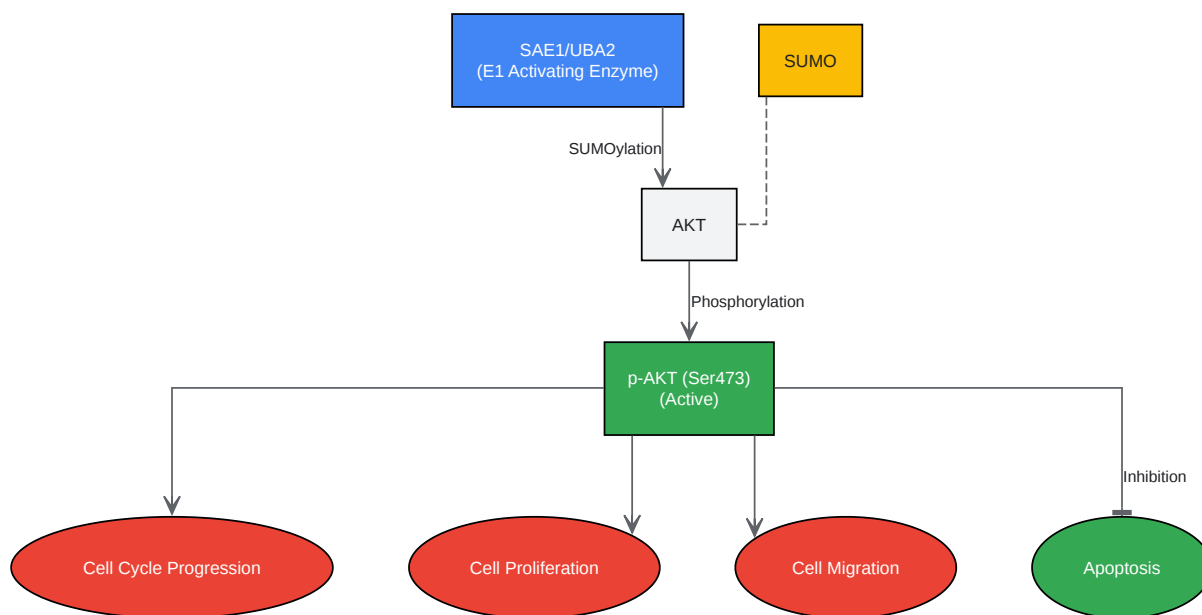 SAE1/UBA2
(E1 Activating Enzyme)
SUMO
SUMOylation
AKT
Phosphorylation
p-AKT (Ser473)
(Active)
Inhibition
Cell Cycle Progression
Cell Proliferation
Cell Migration
Apoptosis